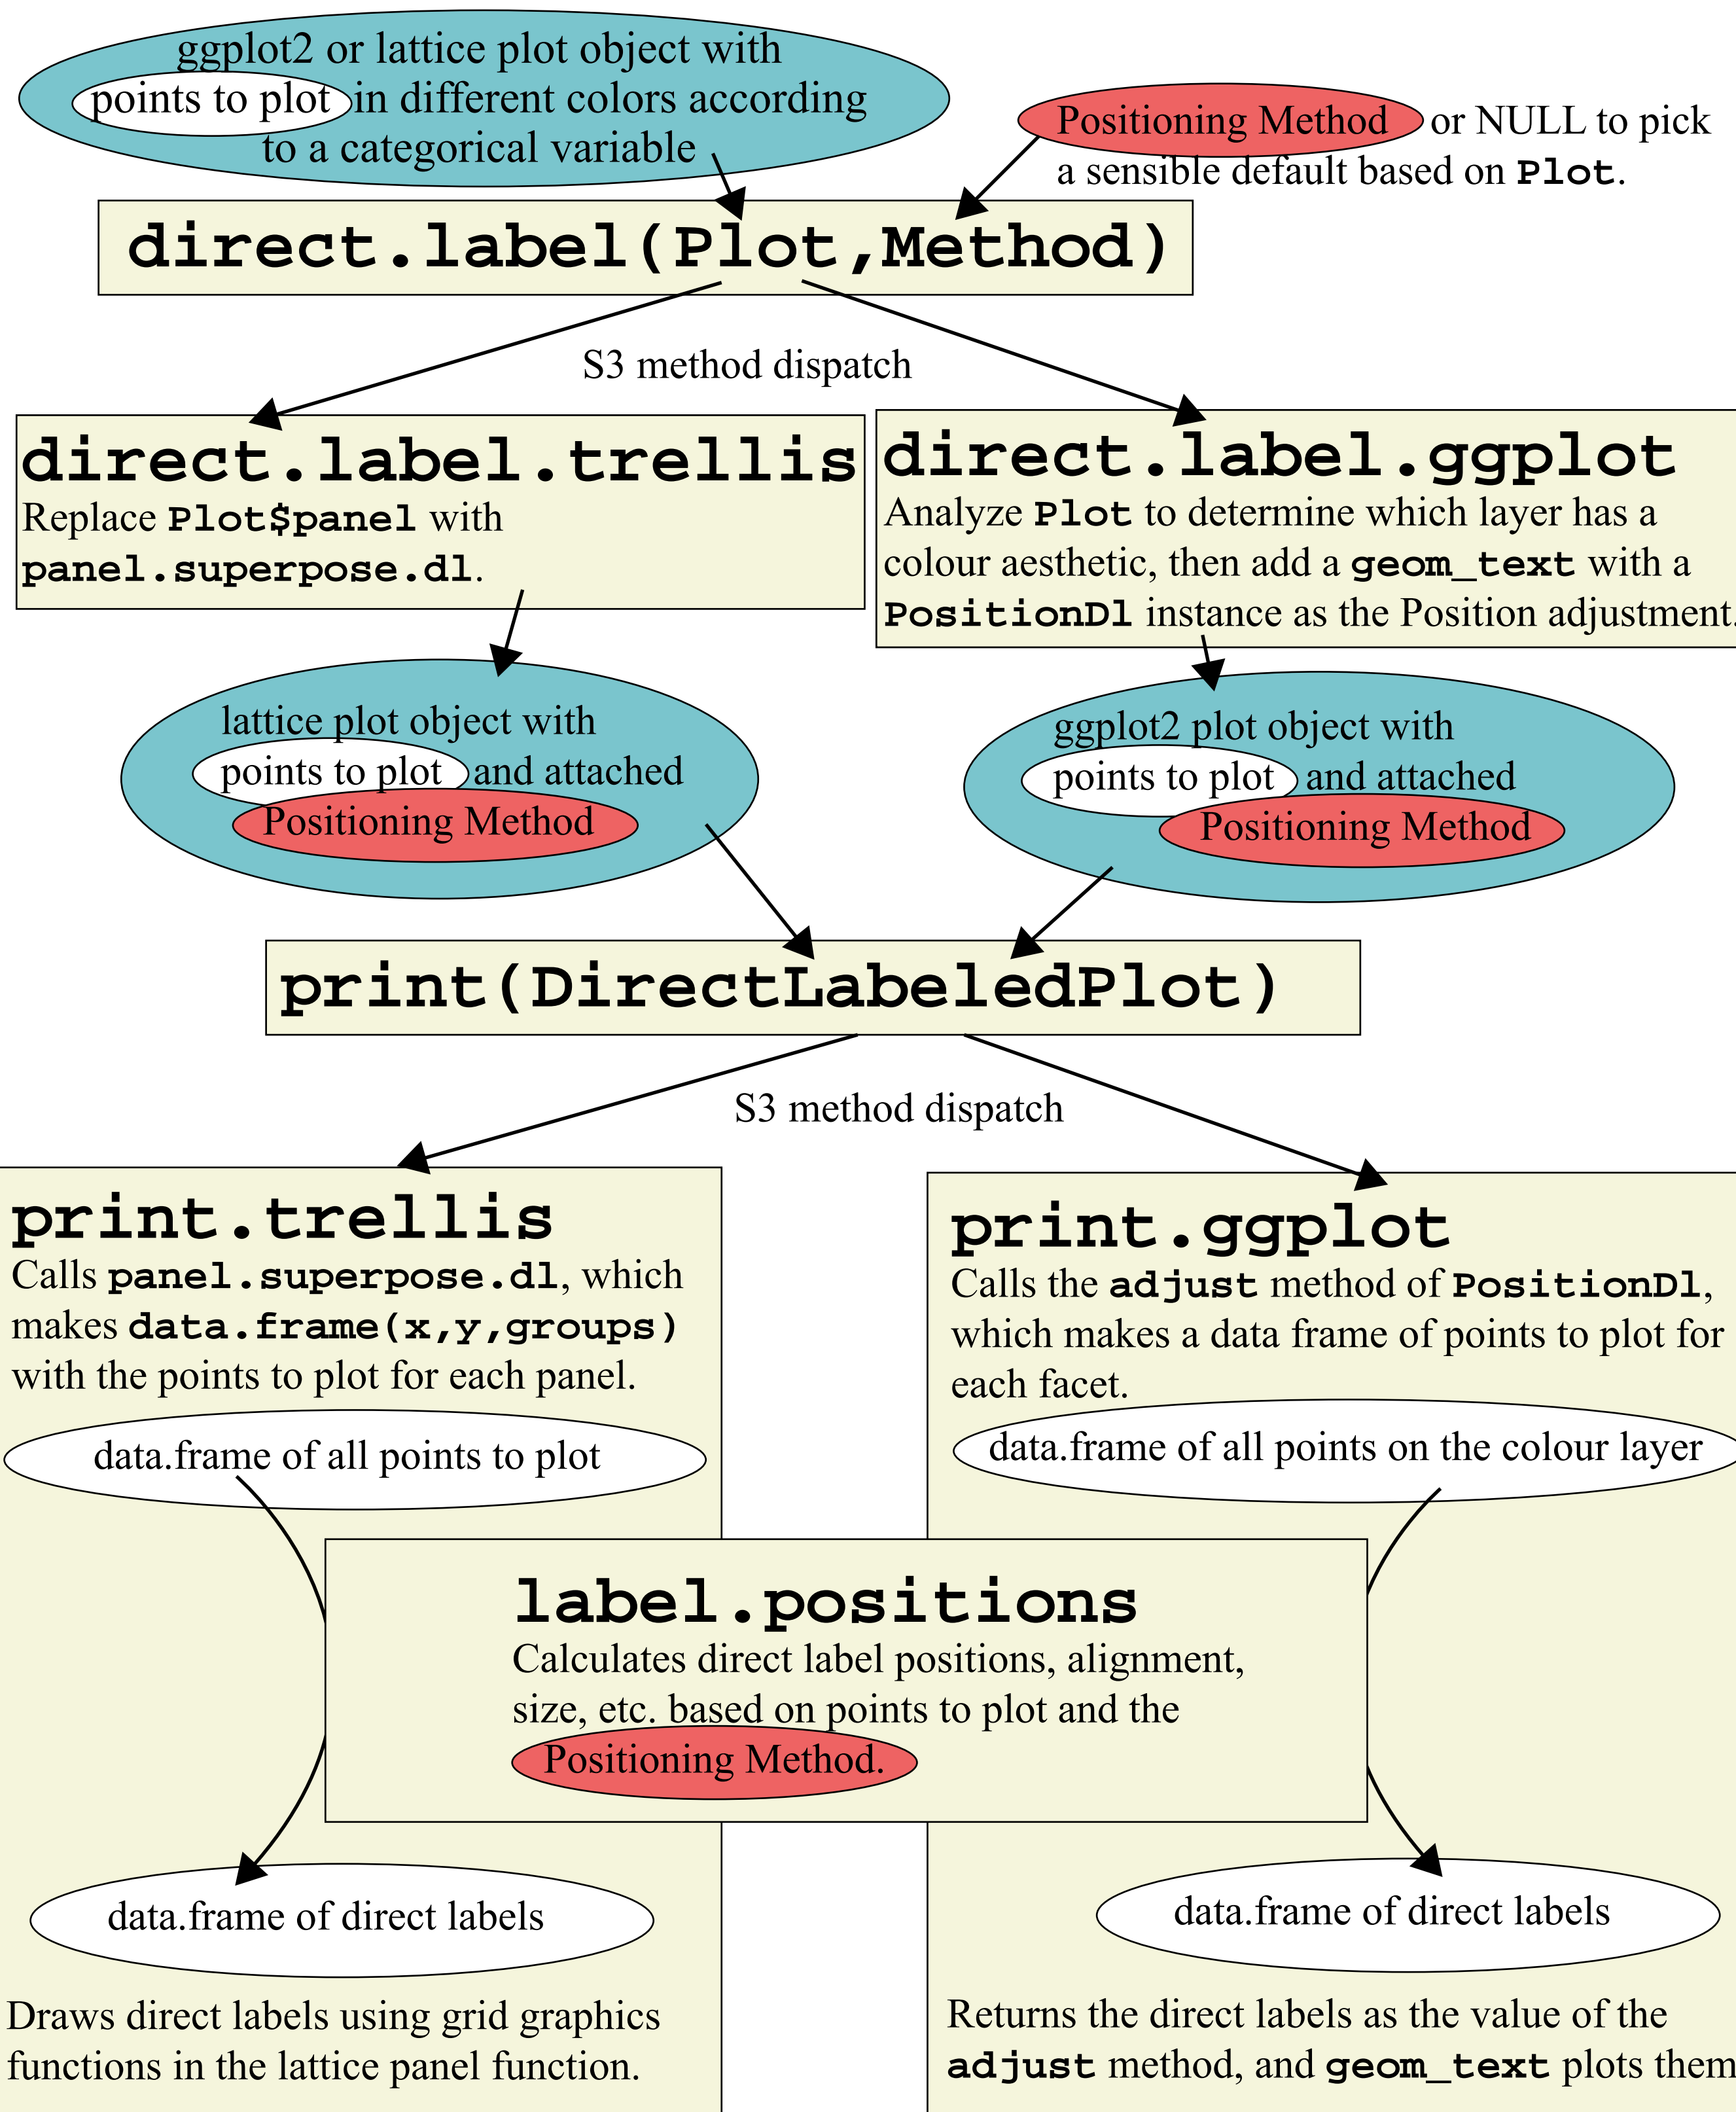 ggplot2 or lattice plot object with
points to plot in different colors according
to a categorical variable
Positioning Method or NULL to pick
a sensible default based on Plot.
direct.label(Plot,Method)
S3 method dispatch
direct.label.trellis
Replace Plot$panel with
panel.superpose.dl.
direct.label.ggplot
Analyze Plot to determine which layer has a
colour aesthetic, then add a geom_text with a
PositionDl instance as the Position adjustment.
lattice plot object with
points to plot and attached
Positioning Method
ggplot2 plot object with
points to plot and attached
Positioning Method
print(DirectLabeledPlot)
S3 method dispatch
print.trellis
Calls panel.superpose.dl, which
makes data.frame(x,y,groups)
with the points to plot for each panel.
data.frame of all points to plot
print.ggplot
Calls the adjust method of PositionDl,
which makes a data frame of points to plot for
each facet.
data.frame of all points on the colour layer
label.positions
Calculates direct label positions, alignment,
size, etc. based on points to plot and the
Positioning Method.
data.frame of direct labels
Draws direct labels using grid graphics
functions in the lattice panel function.
data.frame of direct labels
Returns the direct labels as the value of the
adjust method, and geom_text plots them